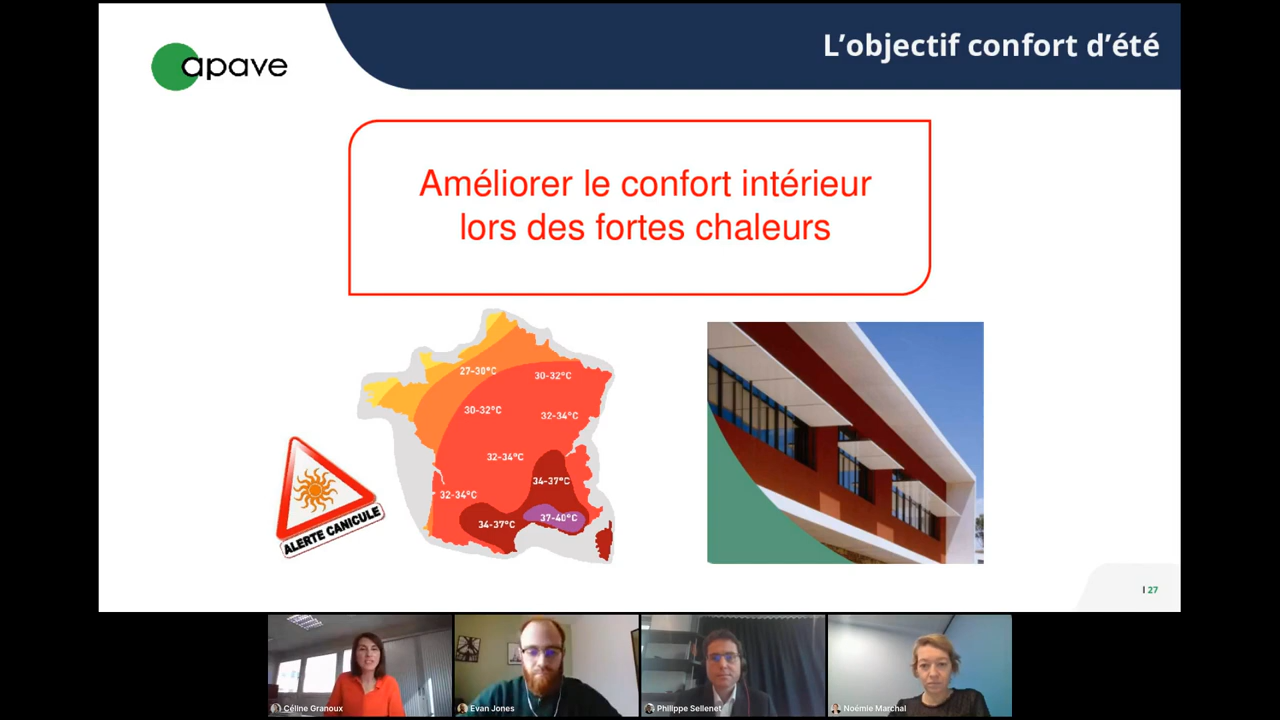 apave
L’objectif confort d’été
Améliorer le confort intérieur
lors des fortes chaleurs
27-30°C
30-32°C
30-32°C
32-34°C
32-34°C
34-37°C
32-34°C
37-40°C
34-37°C
ALERTE CANICULE
I 27
Céline Granoux
Evan Jones
Philippe Sellenet
Noémie Marchal